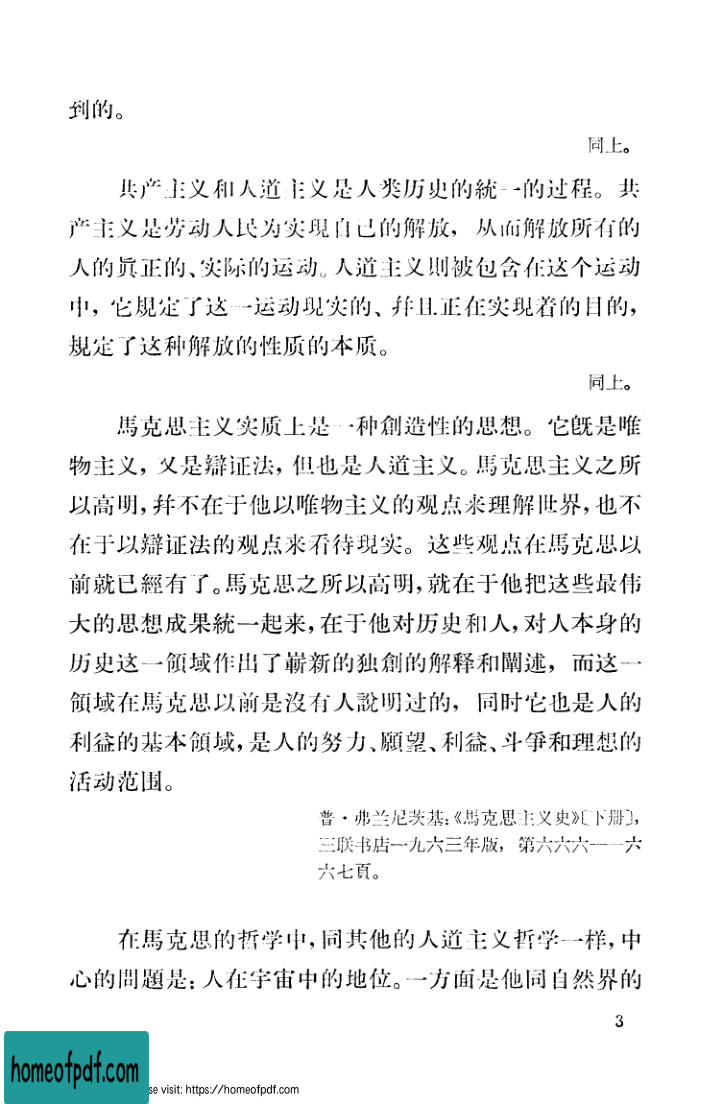 到的。
同上。
共产主义和人道主义是人类历史的統一的过程。共
产主义是劳动人民为实現自己的解放，从而解放所有的
人的眞正的、实际的运动。人道主义則被包含在这个运动
中，它規定了这一运动現实的、幷且正在实現着的目的，
規定了这种解放的性质的本质。
同上。
馬克思主义实质上是一种創造性的思想。它旣是唯
物主义，又是辯证法，但也是人道主义。馬克思主义之所
以高明，幷不在于他以唯物主义的观点来理解世界，也不
在于以辯证法的观点来看待現实。这些观点在馬克思以
前就已經有了。馬克思之所以高明，就在于他把这些最伟
大的思想成果統一起来，在于他对历史和人，对人本身的
历史这一領域作出了嶄新的独創的解释和闡述，而这一
領域在馬克思以前是沒有人說明过的，同时它也是人的
利益的基本領域，是人的努力、願望、利益、斗爭和理想的
活动范围。
普·弗兰尼茨基：《馬克思主义史》〔下册〕，
三联书店一九六三年版，第六六六——六
六七頁。
在馬克思的哲学中，同其他的人道主义哲学一样，中
心的問題是：人在宇宙中的地位。一方面是他同自然界的
3
homeofpdf.com
se visit: https://homeofpdf.com